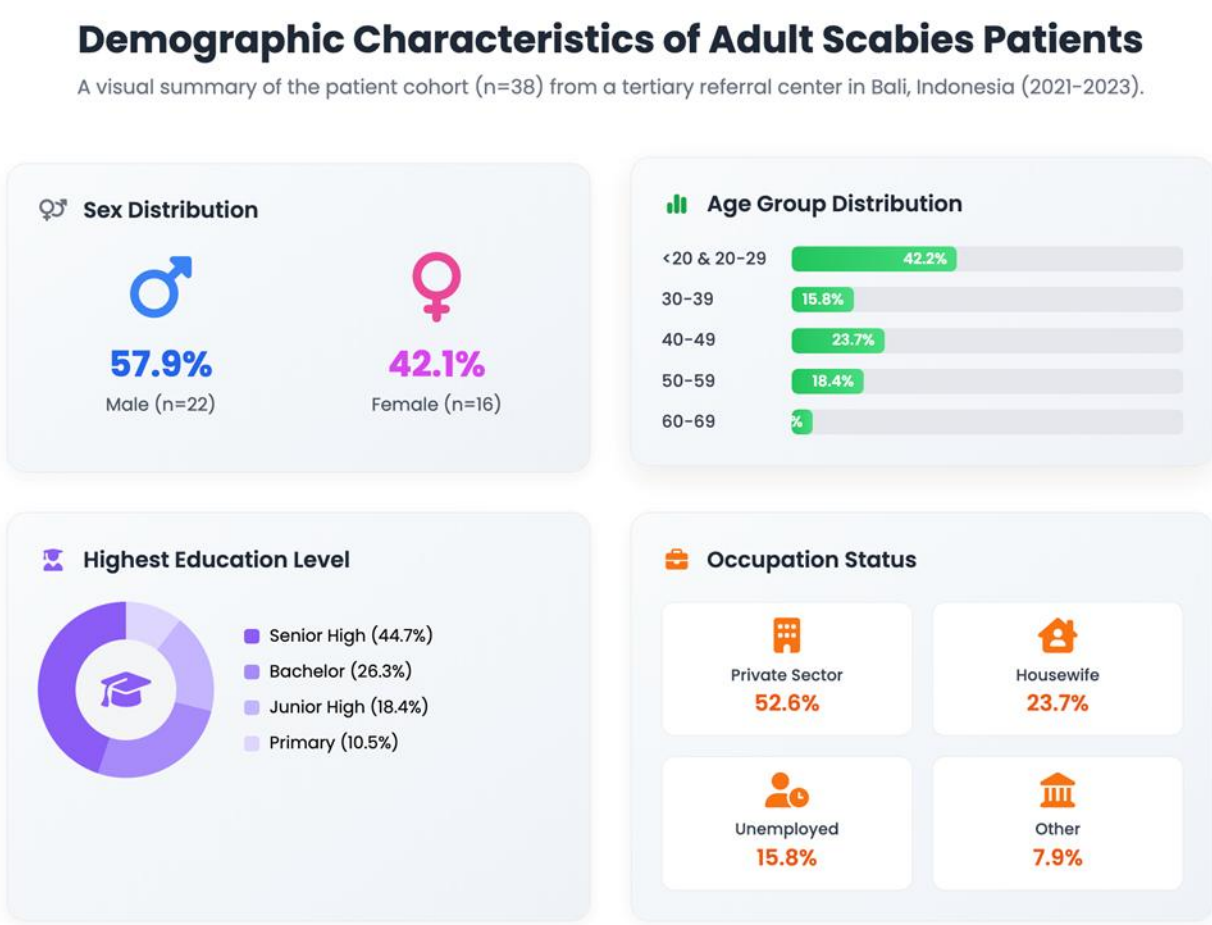 Demographic Characteristics of Adult Scabies Patients
A visual summary of the patient cohort (n=38) from a tertiary referral center in Bali, Indonesia (2021-2023).
Sex Distribution
57.9%
Male (n=22)
42.1%
Female (n=16)
Age Group Distribution
<20 & 20-29 42.2%
30-39 15.8%
40-49 23.7%
50-59 18.4%
60-69 %
Highest Education Level
Senior High (44.7%)
Bachelor (26.3%)
Junior High (18.4%)
Primary (10.5%)
Occupation Status
Private Sector
52.6%
Housewife
23.7%
Unemployed
15.8%
Other
7.9%